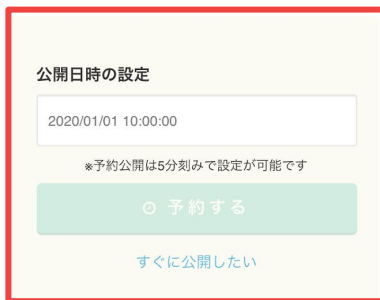 公開日時の設定
2020/01/01 10:00:00
※予約公開は5分刻みで設定が可能です
予約する
すぐに公開したい